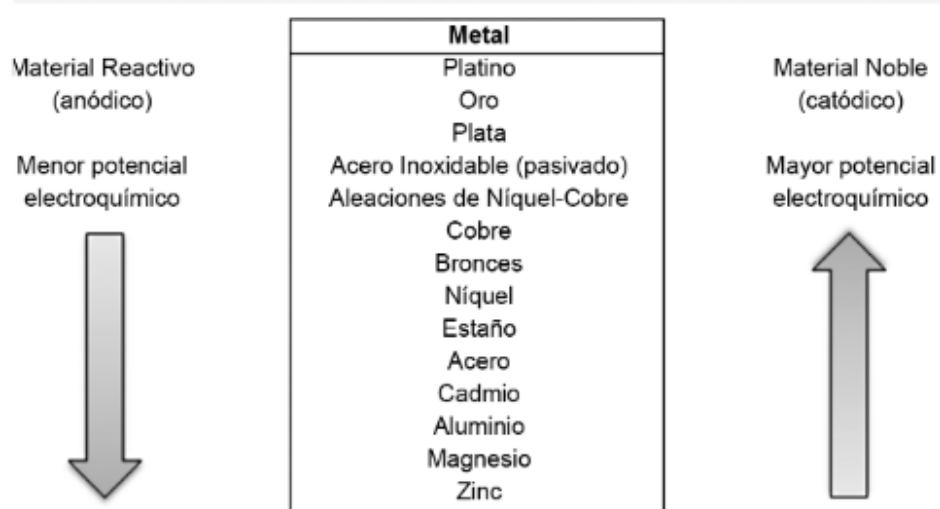 Metal
Material Reactivo
(anódico)
Menor potencial
electroquímico
Platino
Oro
Plata
Acero Inoxidable (pasivado)
Aleaciones de Níquel-Cobre
Cobre
Bronces
Níquel
Estaño
Acero
Cadmio
Aluminio
Magnesio
Zinc
Material Noble
(catódico)
Mayor potencial
electroquímico